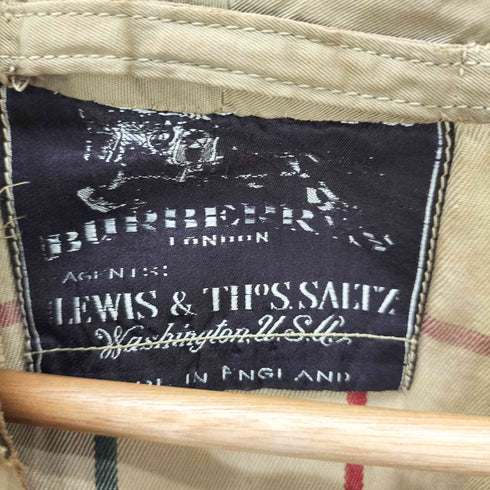 BURBERRYS
LONDON
AGENTS:
LEWIS & THOS. SALTZ
Washington, U.S.A.
IN ENGLAND